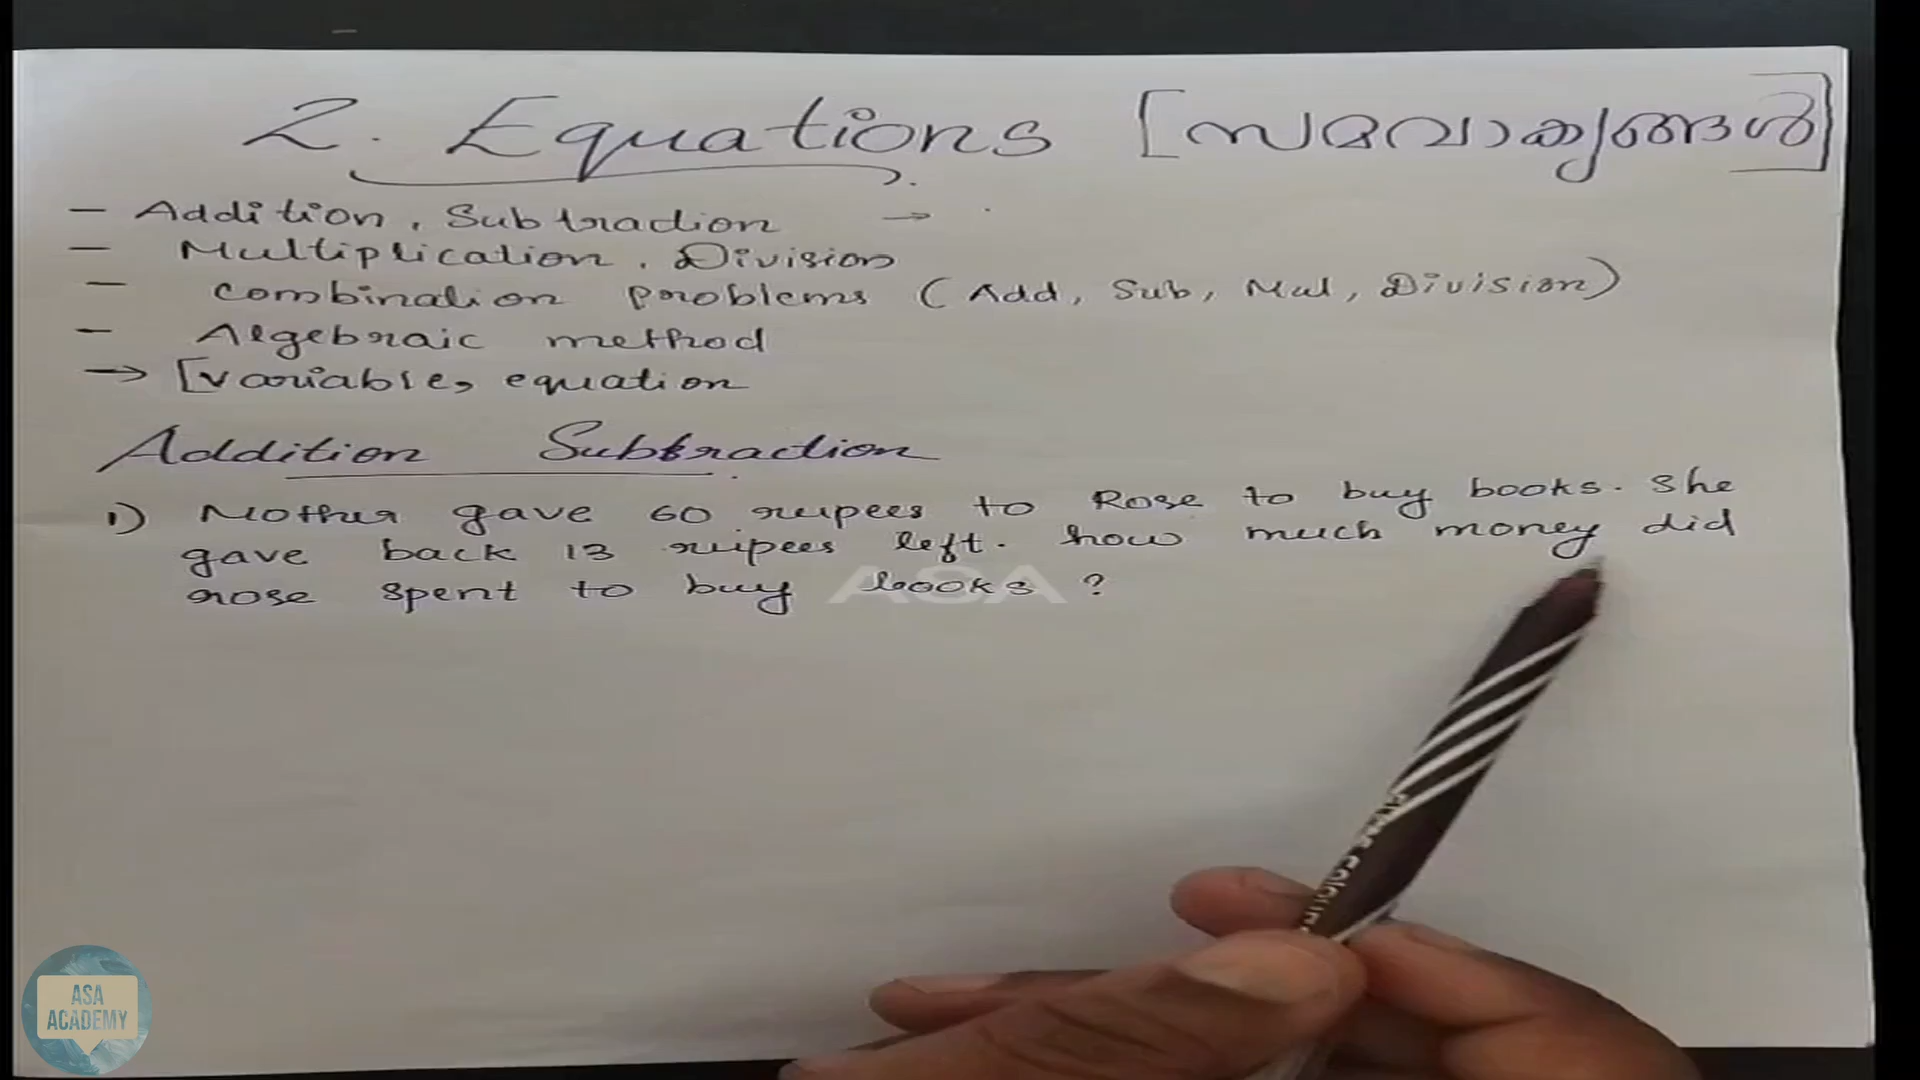 2. Equations [സമവാക്യങ്ങൾ]
- Addition, Subtraction →
- Multiplication, Division
- combination problems (Add, Sub, Mul, Division)
- Algebraic method
→ [variable, equation
Addition Subtraction
1) Mother gave 60 rupees to Rose to buy books. She
gave back 13 rupees left. how much money did
rose spent to buy books ?
ASA
ASA
ACADEMY